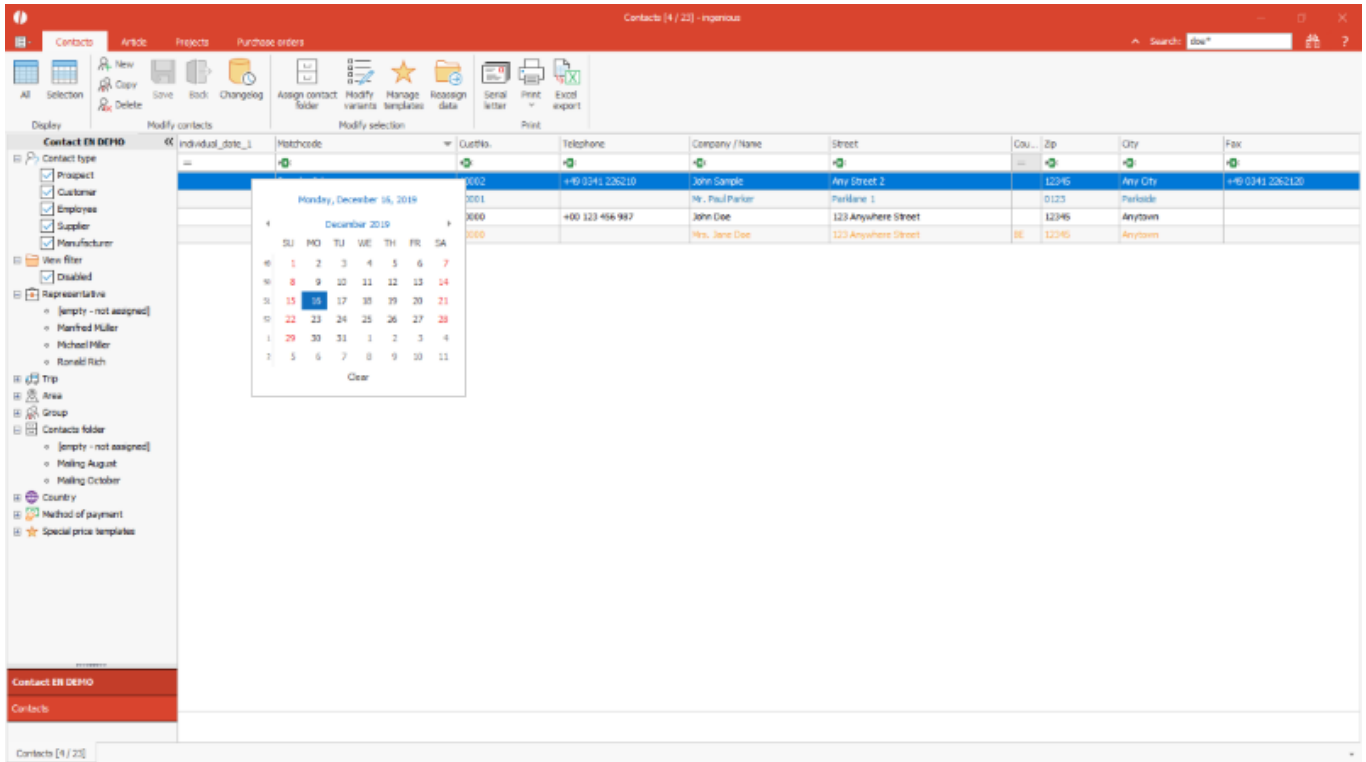 Contacts [4 / 23] - ingenious
Contacts Article Projects Purchase orders Search: doe*
All Selection New Copy Delete Save Back Changelog Assign contact folder Modify variants Manage templates Reassign data Serial letter Print Excel export
Display Modify contacts Modify selection Print
Contact EN DEMO
individual_date_1 Matchcode CustNo. Telephone Company / Name Street Cou... Zip City Fax
0002 +49 0341 226210 John Sample Any Street 2 12345 Any City +49 0341 2262120
0001 Mr. Paul Parker Parklane 1 0123 Parkside
0000 +00 123 456 987 John Doe 123 Anywhere Street 12345 Anytown
0000 Mrs. Jane Doe 123 Anywhere Street BE 12345 Anytown
Monday, December 16, 2019
December 2019
SU MO TU WE TH FR SA
49 1 2 3 4 5 6 7
50 8 9 10 11 12 13 14
51 15 16 17 18 19 20 21
52 22 23 24 25 26 27 28
1 29 30 31 1 2 3 4
2 5 6 7 8 9 10 11
Clear
Contact type
Prospect
Customer
Employee
Supplier
Manufacturer
View filter
Disabled
Representative
[empty - not assigned]
Manfred Müller
Michael Miller
Ronald Rich
Trip
Area
Group
Contacts folder
[empty - not assigned]
Mailing August
Mailing October
Country
Method of payment
Special price templates
Contact EN DEMO
Contacts
Contacts [4 / 23]